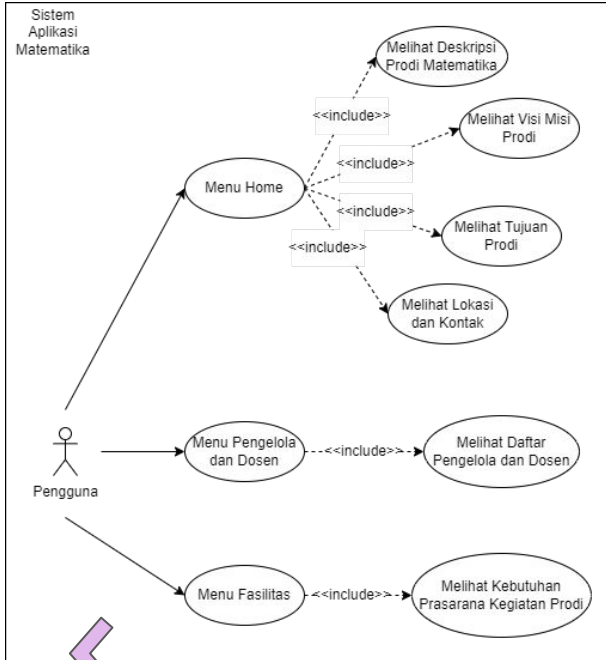 Sistem
Aplikasi
Matematika
Melihat Deskripsi
Prodi Matematika
<<include>>
Melihat Visi Misi
Prodi
<<include>>
Menu Home
<<include>>
Melihat Tujuan
Prodi
<<include>>
Melihat Lokasi
dan Kontak
Pengguna
Menu Pengelola
dan Dosen
<<include>>
Melihat Daftar
Pengelola dan Dosen
Menu Fasilitas
<<include>>
Melihat Kebutuhan
Prasarana Kegiatan Prodi